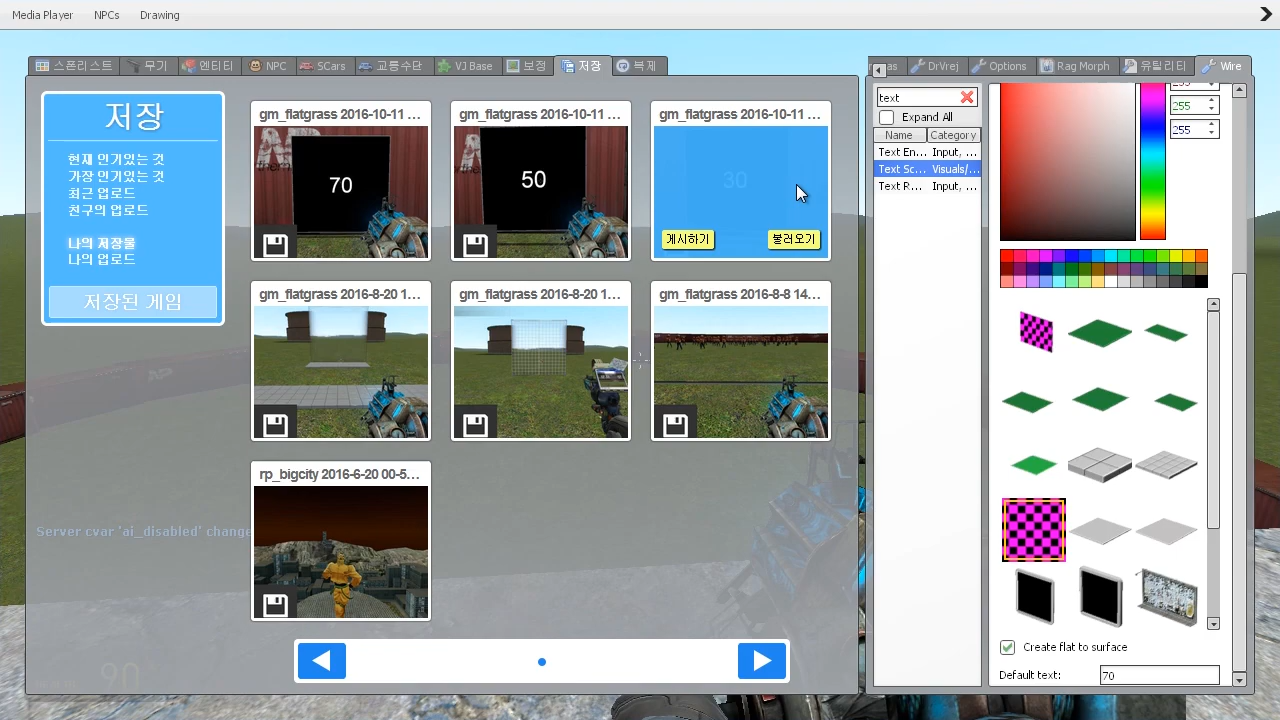 Media Player NPCs Drawing
스폰리스트 무기 엔티티 NPC SCars 교통수단 VJ Base 보정 저장 복제
DrVrej Options Rag Morph 유틸리티 Wire
저장
현재 인기있는 것
가장 인기있는 것
최근 업로드
친구의 업로드
나의 저장물
나의 업로드
저장된 게임
gm_flatgrass 2016-10-11 ...
70
gm_flatgrass 2016-10-11 ...
50
gm_flatgrass 2016-10-11 ...
30
게시하기 불러오기
gm_flatgrass 2016-8-20 1...
gm_flatgrass 2016-8-20 1...
gm_flatgrass 2016-8-8 14...
rp_bigcity 2016-6-20 00-5...
Server cvar 'ai_disabled' change
90
text
Expand All
Name Category
Text En... Input, ...
Text Sc... Visuals/...
Text R... Input, ...
255
255
Create flat to surface
Default text: 70